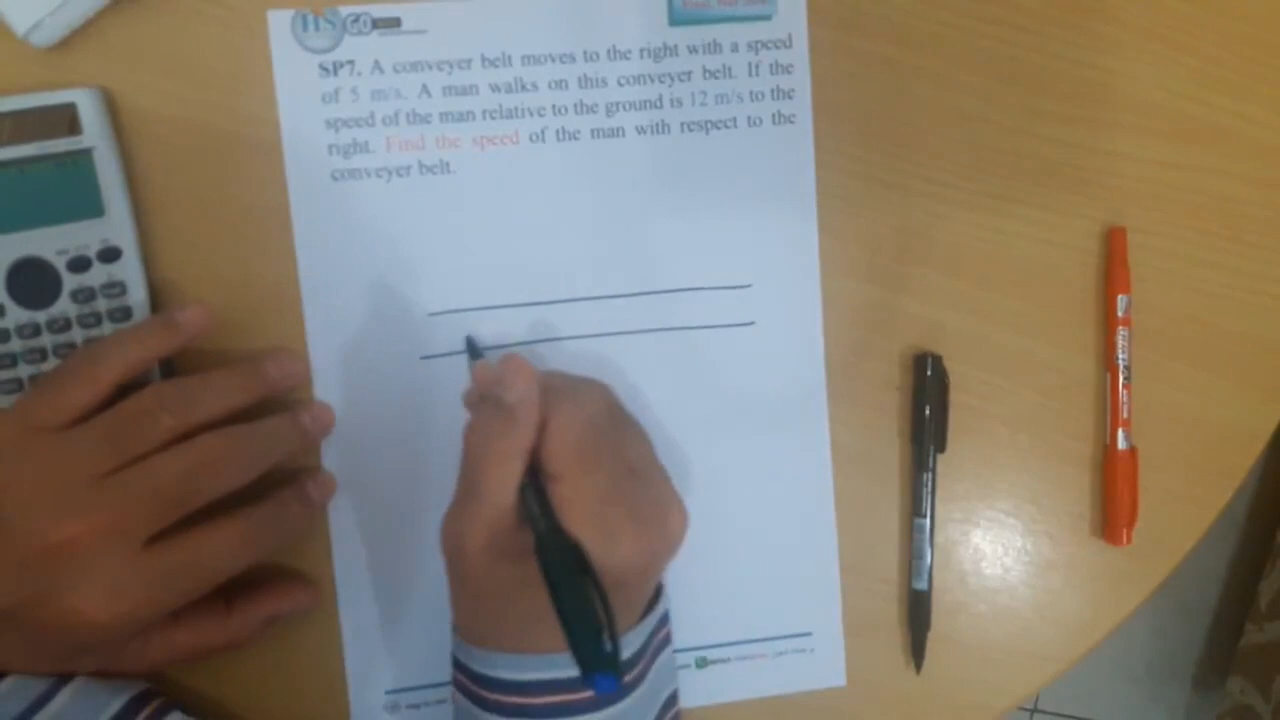 HS GO
SP7. A conveyer belt moves to the right with a speed
of 5 m/s. A man walks on this conveyer belt. If the
speed of the man relative to the ground is 12 m/s to the
right. Find the speed of the man with respect to the
conveyer belt.